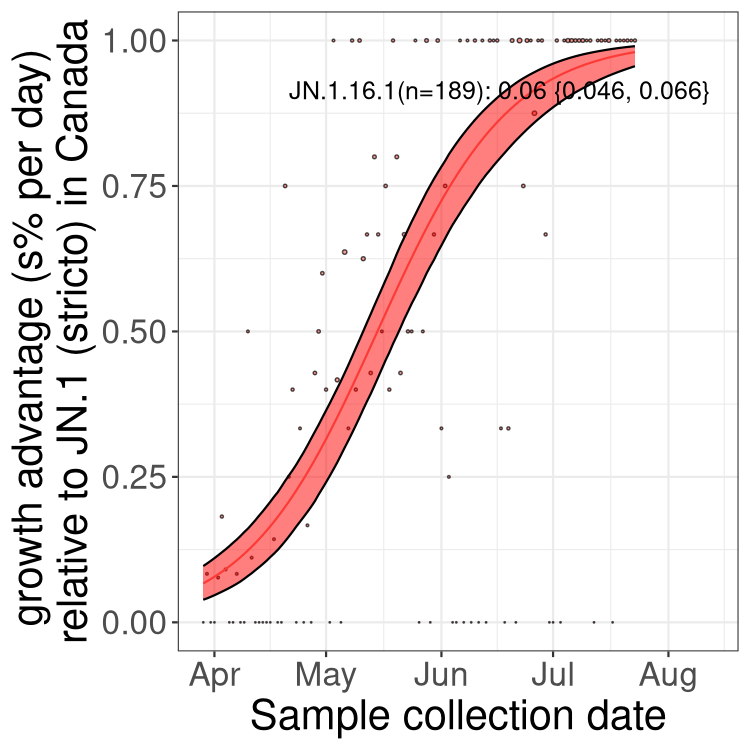 growth advantage (s% per day)
relative to JN.1 (stricto) in Canada
1.00
0.75
0.50
0.25
0.00
JN.1.16.1(n=189): 0.06 {0.046, 0.066}
Apr May Jun Jul Aug
Sample collection date